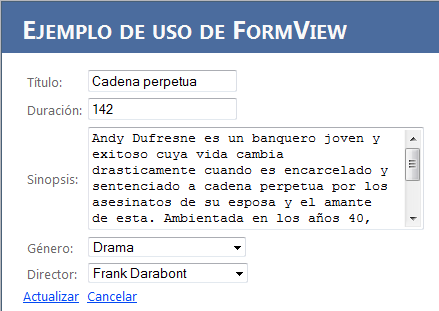 Ejemplo de uso de FormView
Título: Cadena perpetua
Duración: 142
Sinopsis: Andy Dufresne es un banquero joven y
exitoso cuya vida cambia
drasticamente cuando es encarcelado y
sentenciado a cadena perpetua por los
asesinatos de su esposa y el amante
de esta. Ambientada en los años 40,
Género: Drama
Director: Frank Darabont
Actualizar Cancelar